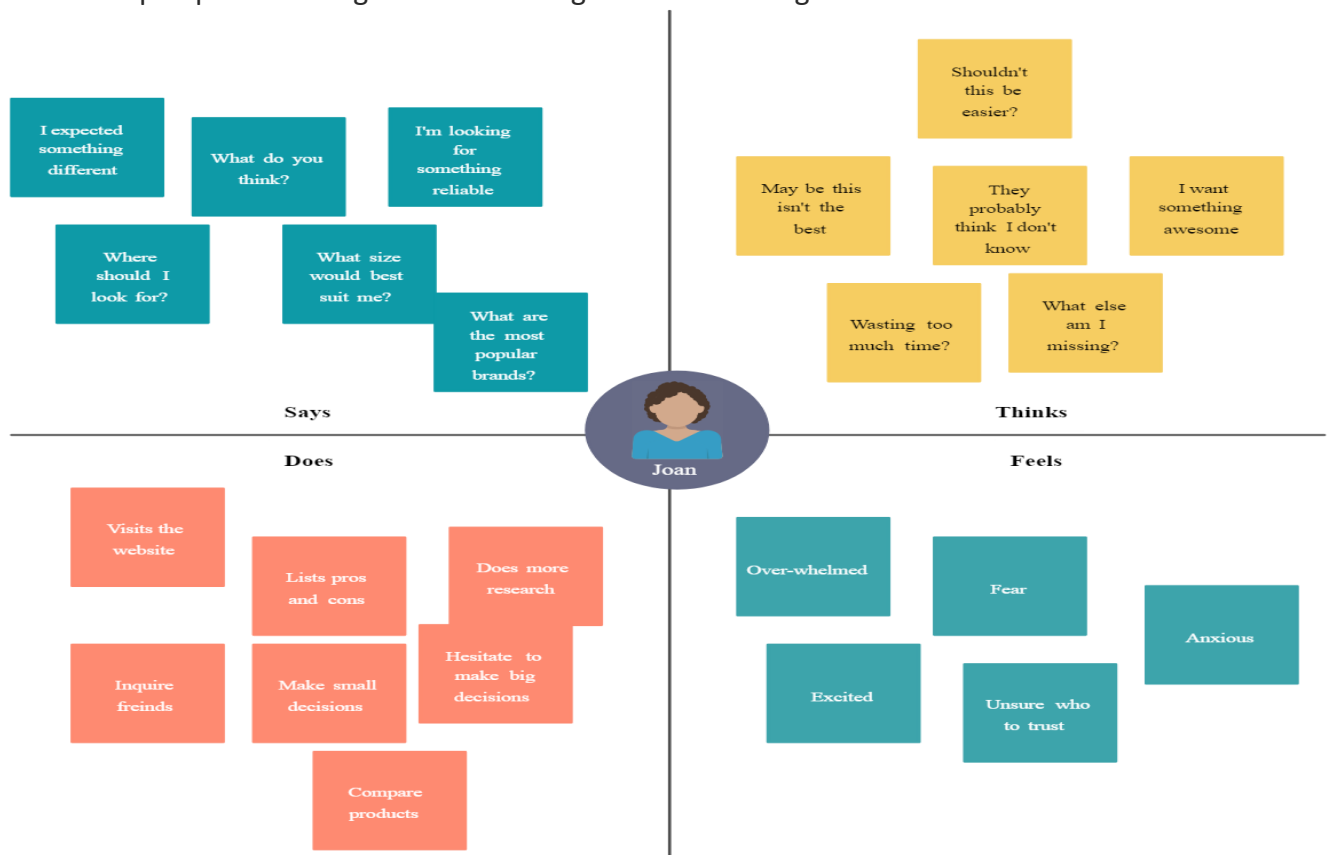 I expected
something
different
What do you
think?
I'm looking
for
something
reliable
Where
should I
look for?
What size
would best
suit me?
What are
the most
popular
brands?
Says
Shouldn't
this be
easier?
May be this
isn't the
best
They
probably
think I don't
know
I want
something
awesome
Wasting too
much time?
What else
am I
missing?
Thinks
Joan
Does
Visits the
website
Lists pros
and cons
Does more
research
Inquire
freinds
Make small
decisions
Hesitate to
make big
decisions
Compare
products
Feels
Over-whelmed
Fear
Anxious
Excited
Unsure who
to trust